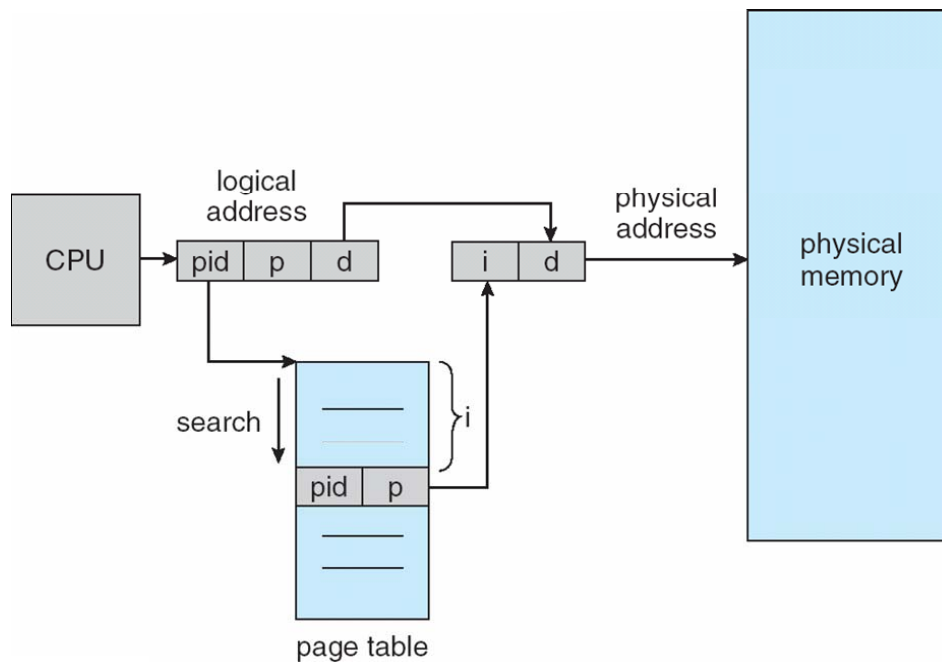 logical
address
physical
address
CPU
pid
p
d
i
d
physical
memory
search
i
pid
p
page table